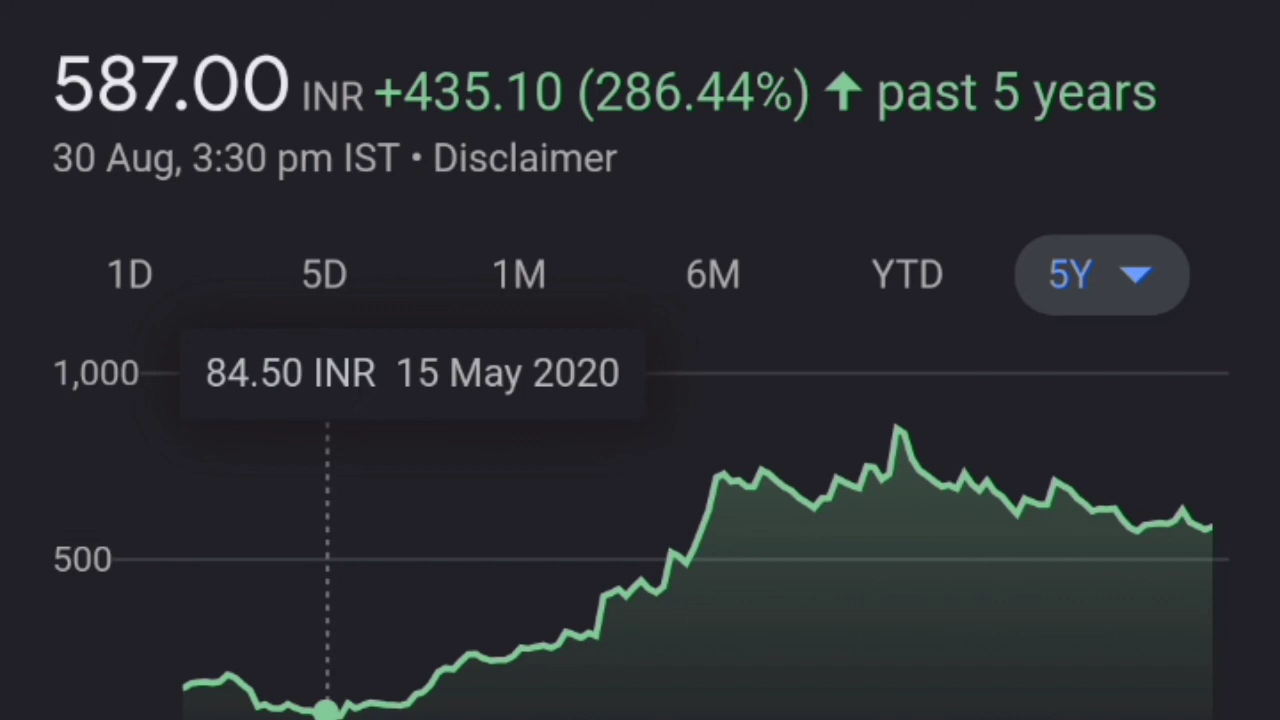 587.00 INR +435.10 (286.44%) ↑ past 5 years
30 Aug, 3:30 pm IST • Disclaimer
1D 5D 1M 6M YTD 5Y
1,000
84.50 INR 15 May 2020
500